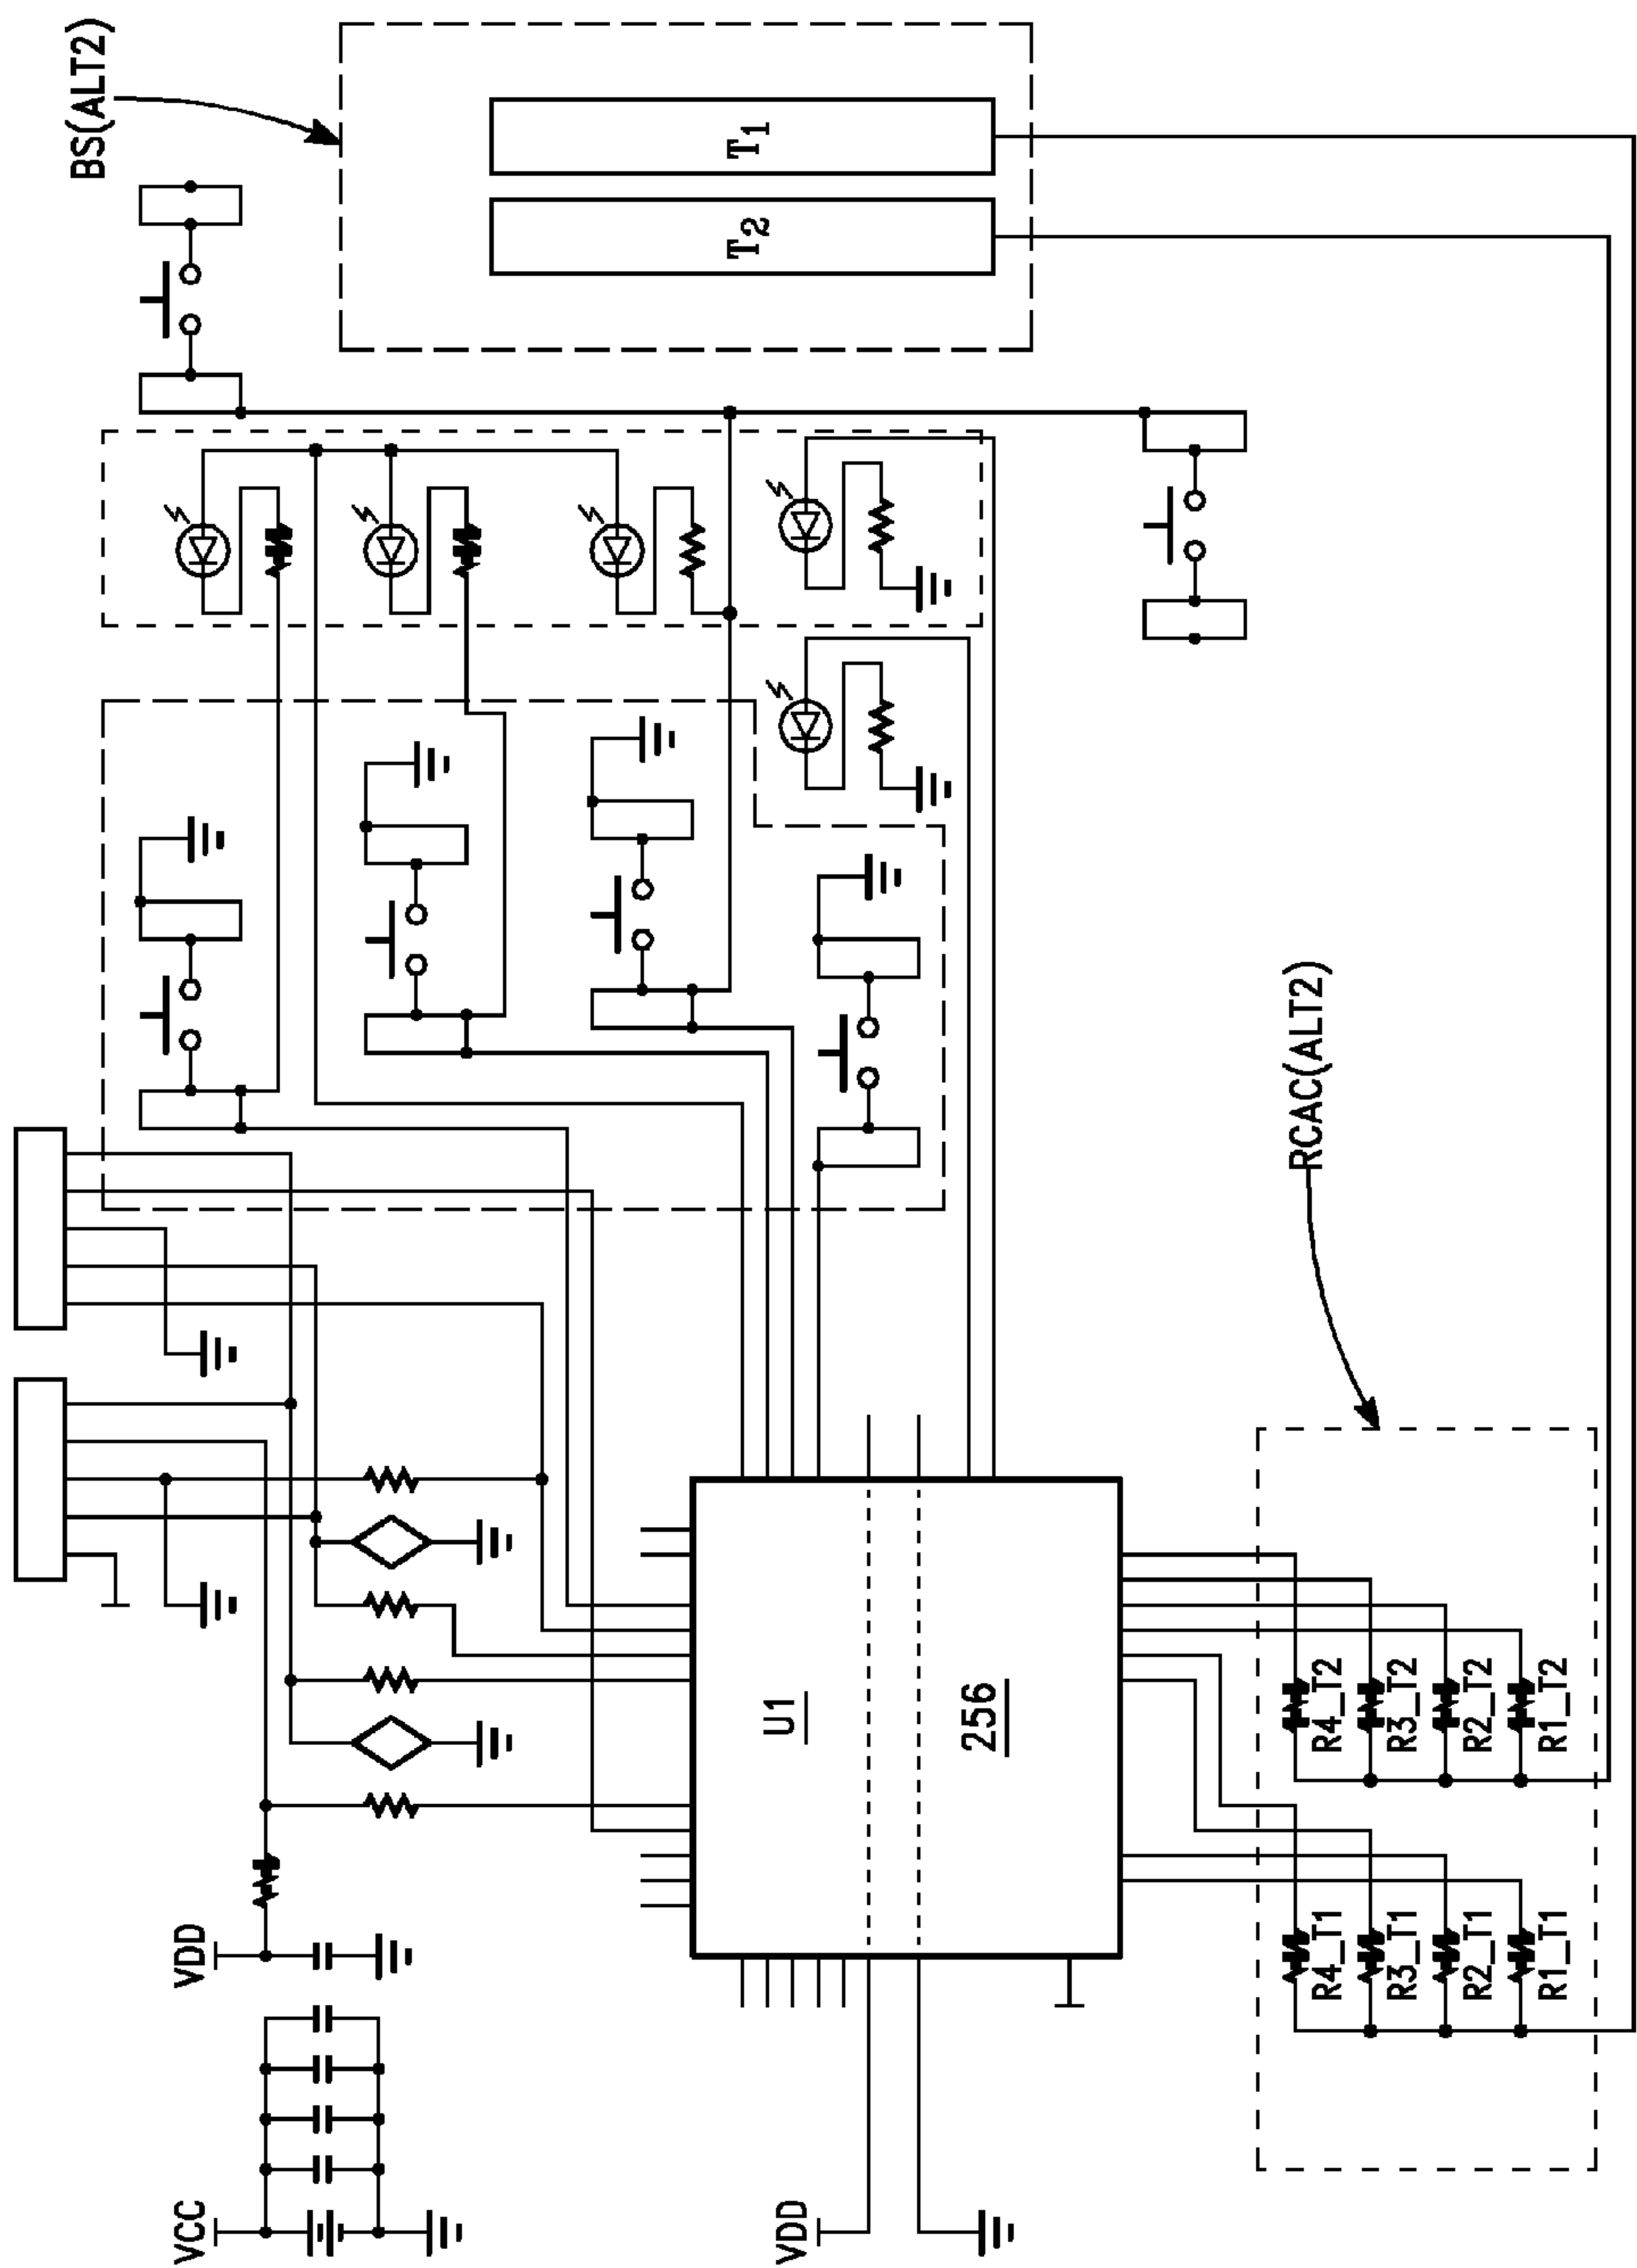 BS(ALT2)
T1
T2
RCAC(ALT2)
U1
256
R4_T2
R3_T2
R2_T2
R1_T2
R4_T1
R3_T1
R2_T1
R1_T1
VDD
VCC
VDD